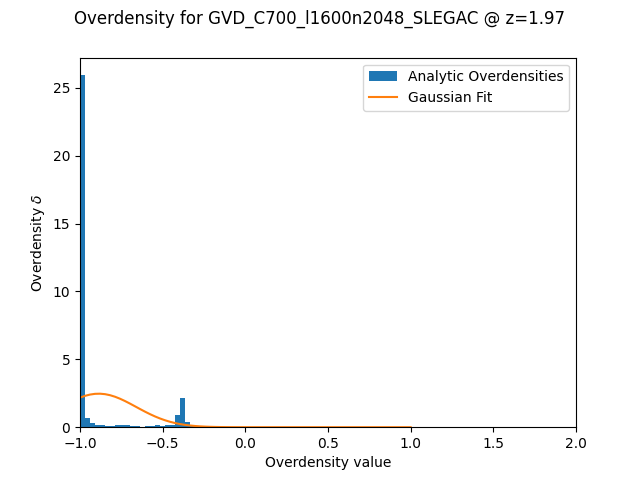 Overdensity for GVD_C700_l1600n2048_SLEGAC @ z=1.97
Analytic Overdensities
Gaussian Fit
Overdensity δ
25
20
15
10
5
0
−1.0 −0.5 0.0 0.5 1.0 1.5 2.0
Overdensity value